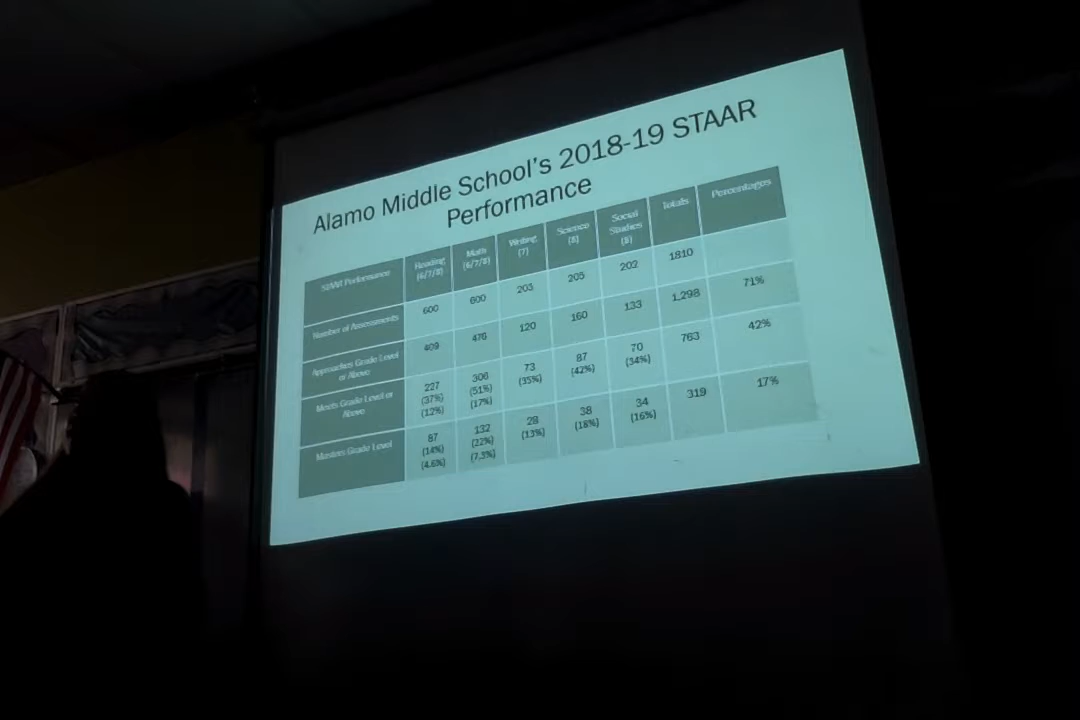 Alamo Middle School's 2018-19 STAAR
Performance
STAAR Performance
Reading
(6/7/8)
Math
(6/7/8)
Writing
(7)
Science
(8)
Social
Studies
(8)
Totals
Percentages
Number of Assessments
600
600
203
205
202
1810
Approaches Grade Level
or Above
409
476
120
160
133
1,298
71%
Meets Grade Level or
Above
227
(37%)
(12%)
306
(51%)
(17%)
73
(35%)
87
(42%)
70
(34%)
763
42%
Masters Grade Level
87
(14%)
(4.6%)
132
(22%)
(7.3%)
28
(13%)
38
(18%)
34
(16%)
319
17%